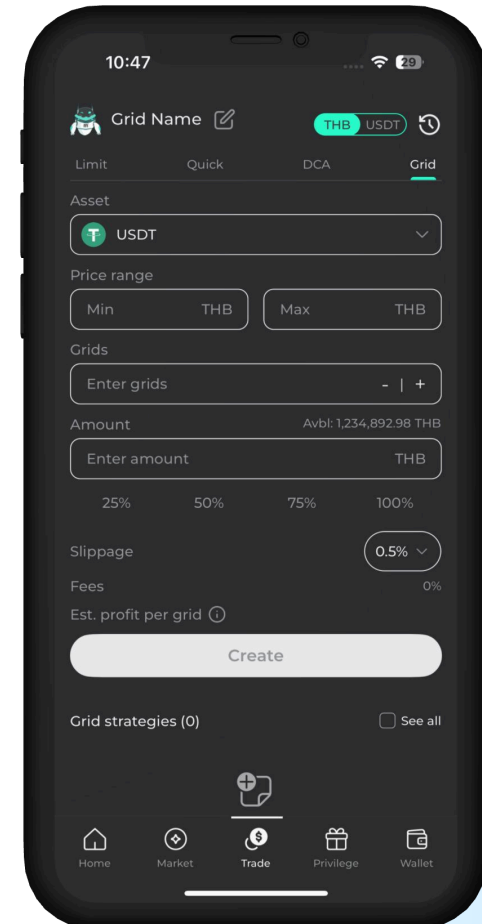 10:47
29
Grid Name
THB USDT
Limit Quick DCA Grid
Asset
USDT
Price range
Min THB Max THB
Grids
Enter grids - | +
Amount Avbl: 1,234,892.98 THB
Enter amount THB
25% 50% 75% 100%
Slippage 0.5%
Fees 0%
Est. profit per grid
Create
Grid strategies (0) See all
Home Market Trade Privilege Wallet